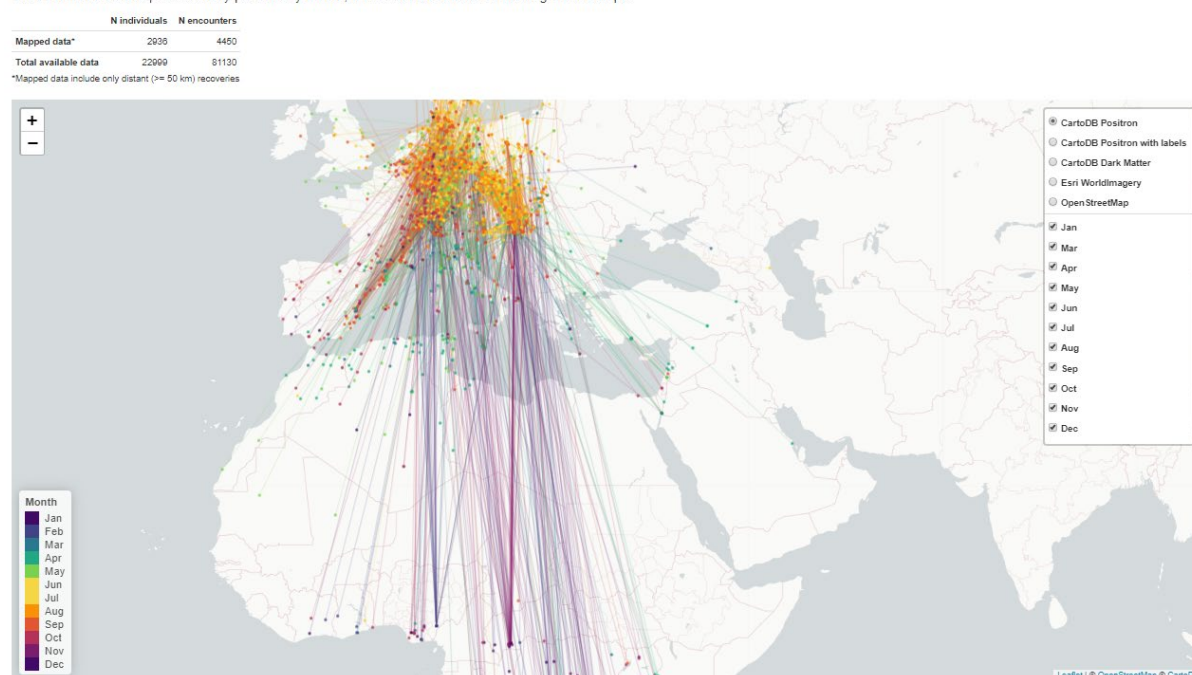 N individuals N encounters
Mapped data* 2936 4450
Total available data 22999 81130
*Mapped data include only distant (>= 50 km) recoveries
+
−
CartoDB Positron
CartoDB Positron with labels
CartoDB Dark Matter
Esri WorldImagery
OpenStreetMap
Jan
Mar
Apr
May
Jun
Jul
Aug
Sep
Oct
Nov
Dec
Month
Jan
Feb
Mar
Apr
May
Jun
Jul
Aug
Sep
Oct
Nov
Dec
Leaflet | © OpenStreetMap © CartoD